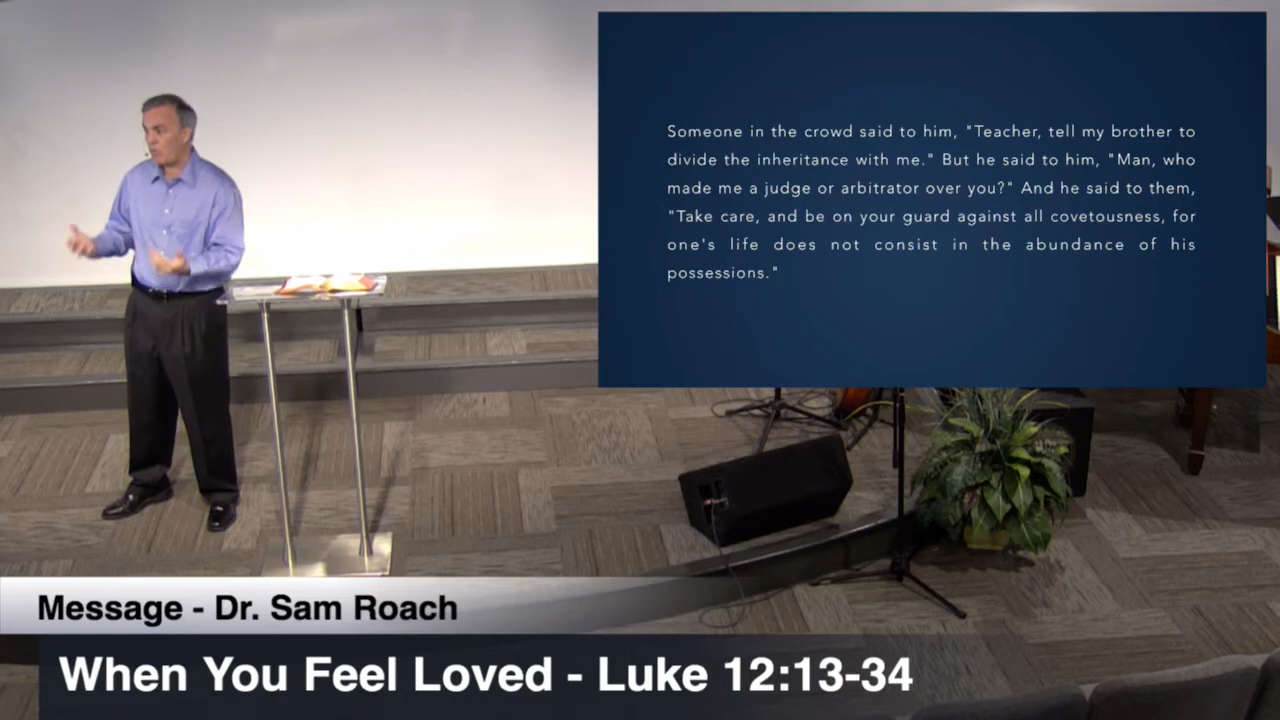 Someone in the crowd said to him, "Teacher, tell my brother to
divide the inheritance with me." But he said to him, "Man, who
made me a judge or arbitrator over you?" And he said to them,
"Take care, and be on your guard against all covetousness, for
one's life does not consist in the abundance of his
possessions."
Message - Dr. Sam Roach
When You Feel Loved - Luke 12:13-34